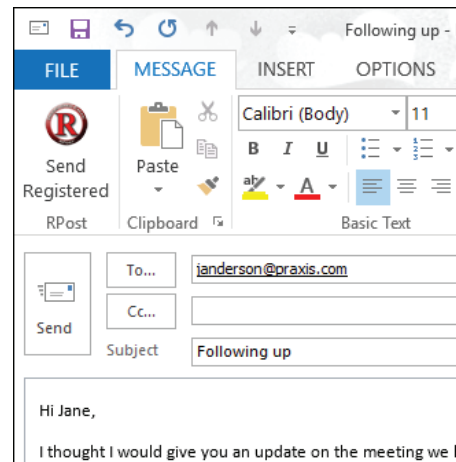 Following up -
FILE MESSAGE INSERT OPTIONS
R
Send
Registered
RPost
Paste
Clipboard
Calibri (Body) 11
B I U
aby A
Basic Text
Send
To... janderson@praxis.com
Cc...
Subject Following up
Hi Jane,
I thought I would give you an update on the meeting we